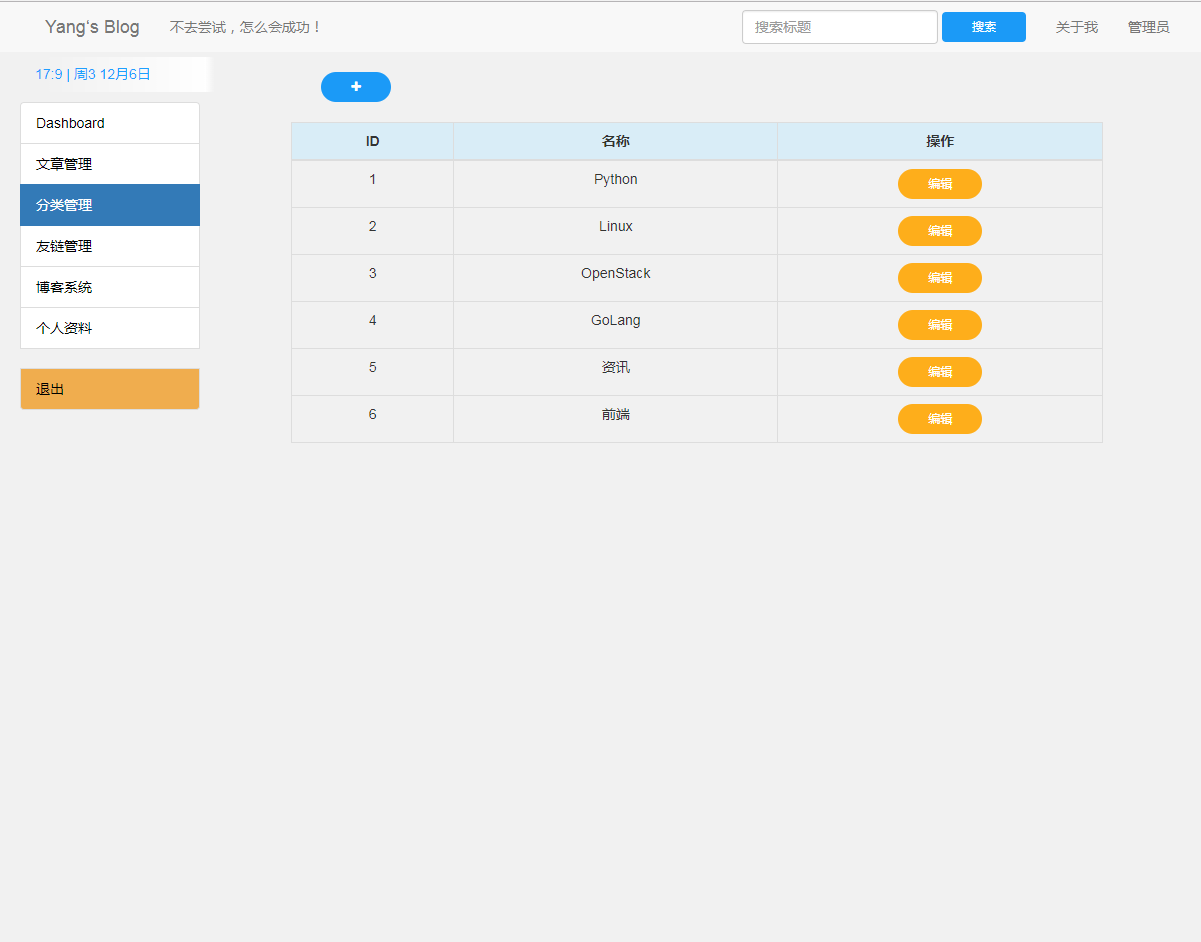 Yang's Blog 不去尝试，怎么会成功！ 搜索标题 搜索 关于我 管理员
17:9 | 周3 12月6日
+
Dashboard
文章管理
分类管理
友链管理
博客系统
个人资料
退出
ID 名称 操作
1 Python 编辑
2 Linux 编辑
3 OpenStack 编辑
4 GoLang 编辑
5 资讯 编辑
6 前端 编辑